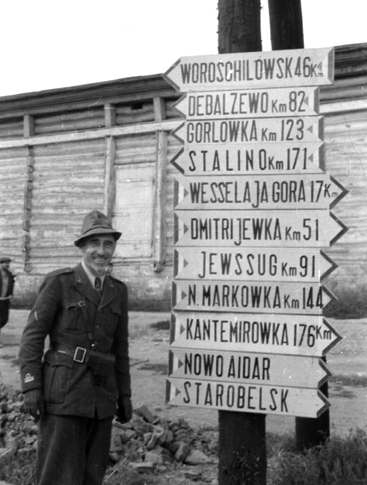 WOROSCHILOWSK 46 KM
DEBALZEWO KM 82
GORLOWKA KM 123
STALINO KM 171
WESSELAJA GORA 17 KM
DMITRIJEWKA KM 51
JEWSSUG KM 91
N. MARKOWKA KM 144
KANTEMIROWKA 176 KM
NOWO AIDAR
STAROBELSK